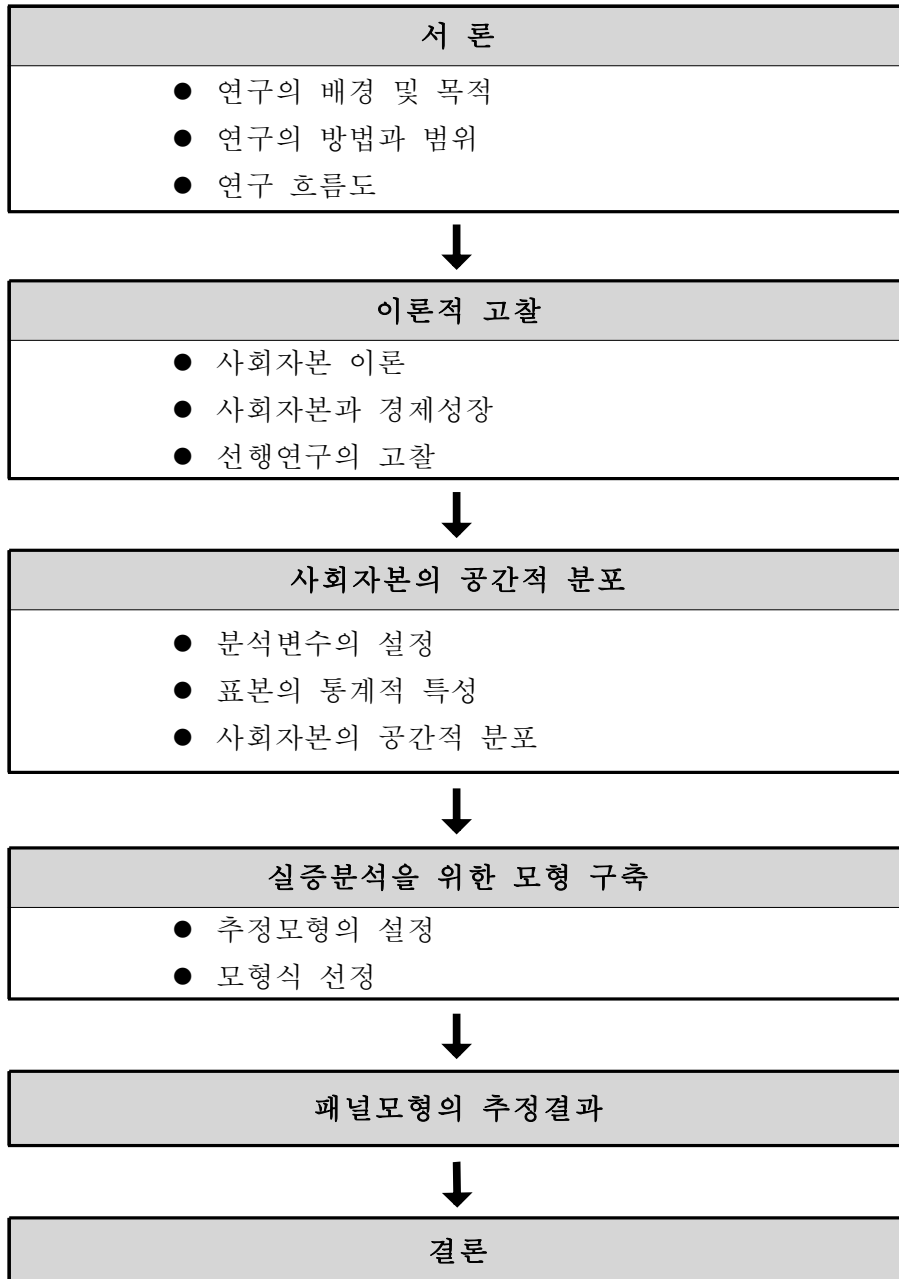 서 론
● 연구의 배경 및 목적
● 연구의 방법과 범위
● 연구 흐름도
이론적 고찰
● 사회자본 이론
● 사회자본과 경제성장
● 선행연구의 고찰
사회자본의 공간적 분포
● 분석변수의 설정
● 표본의 통계적 특성
● 사회자본의 공간적 분포
실증분석을 위한 모형 구축
● 추정모형의 설정
● 모형식 선정
패널모형의 추정결과
결론